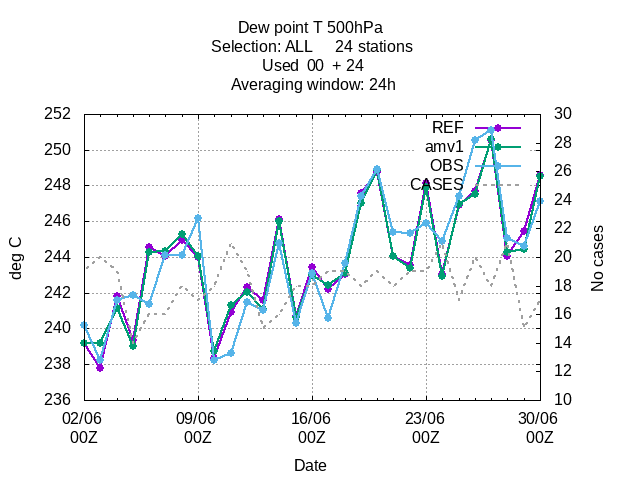 Dew point T 500hPa
Selection: ALL     24 stations
Used  00  + 24
Averaging window: 24h
252 30
REF 28
250 amv1
OBS 26
248 CASES 24
246 22
244 20
242 18
16
240 14
238 12
236 10
deg C
No cases
02/06 09/06 16/06 23/06 30/06
00Z 00Z 00Z 00Z 00Z
Date